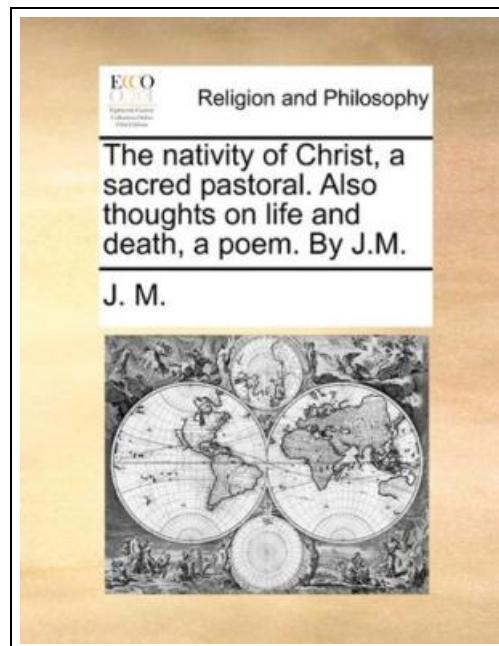 ECCO
Religion and Philosophy
The nativity of Christ, a
sacred pastoral. Also
thoughts on life and
death, a poem. By J.M.
J. M.